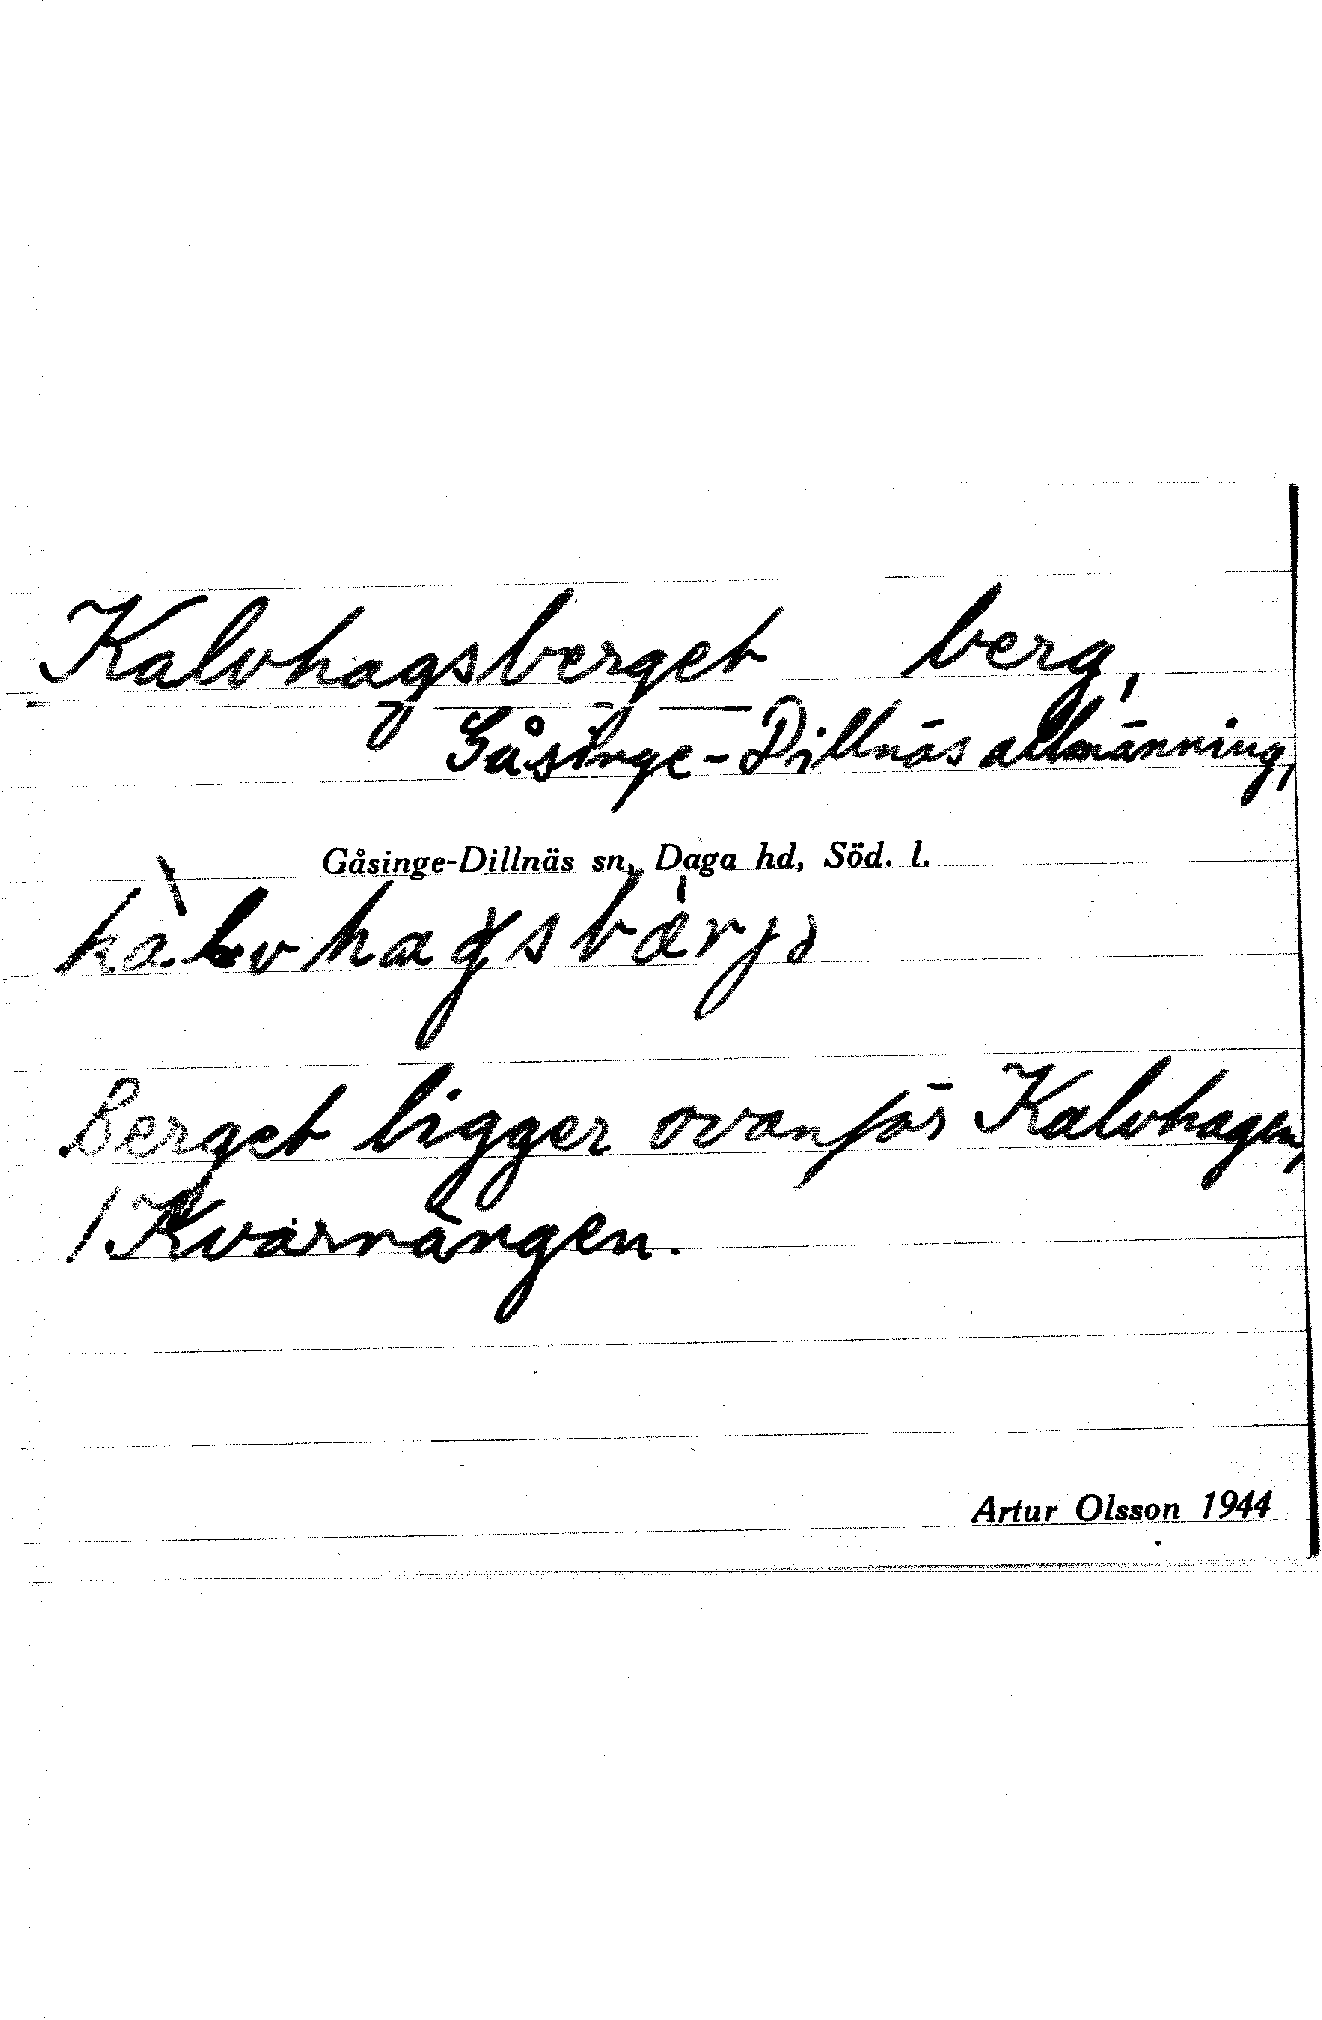 Kalvhagsberget berg,
Gåsinge-Dillnäs allmänning,
Gåsinge-Dillnäs sn, Daga hd, Söd. l.
Berget ligger ovanför Kalvhagen,
/ Kvarnängen.
Artur Olsson 1944